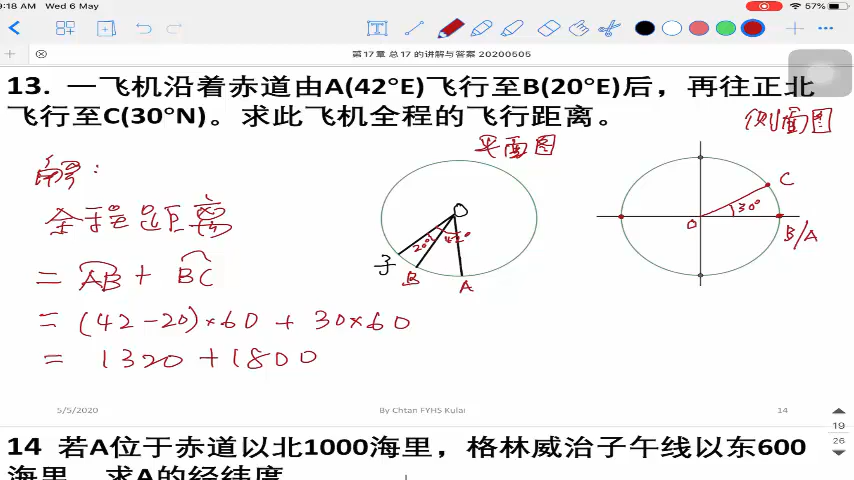 9:18 AM Wed 6 May
57%
第17章 总17 的讲解与答案 20200505
13. 一飞机沿着赤道由A(42°E)飞行至B(20°E)后，再往正北
飞行至C(30°N)。求此飞机全程的飞行距离。
侧面图
平面图
解：
全程距离
= AB + BC
= (42-20)×60 + 30×60
= 1320 + 1800
O
20°
42°
子
B
A
C
30°
O
B/A
5/5/2020
By Chtan FYHS Kulai
14
19
26
14 若A位于赤道以北1000海里，格林威治子午线以东600
海里，求A的经纬度